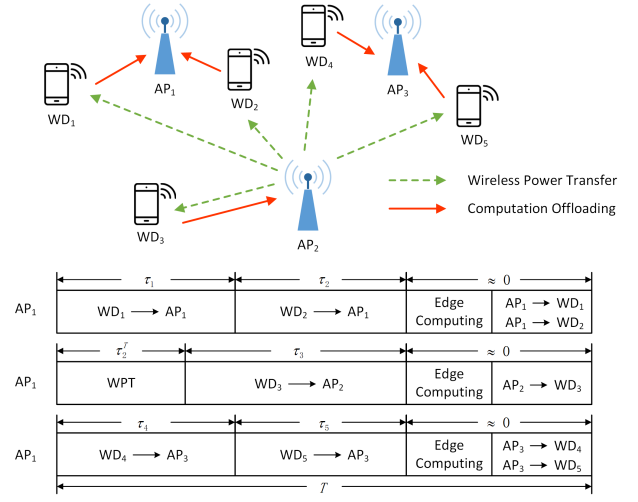 WD₄
AP₁
AP₃
WD₁
WD₂
WD₅
WD₃
AP₂
Wireless Power Transfer
Computation Offloading
τ₁ τ₂ ≈ 0
AP₁ WD₁ → AP₁ WD₂ → AP₁ Edge Computing AP₁ → WD₁
AP₁ → WD₂
τ₂ᵀ τ₃ ≈ 0
AP₁ WPT WD₃ → AP₂ Edge Computing AP₂ → WD₃
τ₄ τ₅ ≈ 0
AP₁ WD₄ → AP₃ WD₅ → AP₃ Edge Computing AP₃ → WD₄
AP₃ → WD₅
T